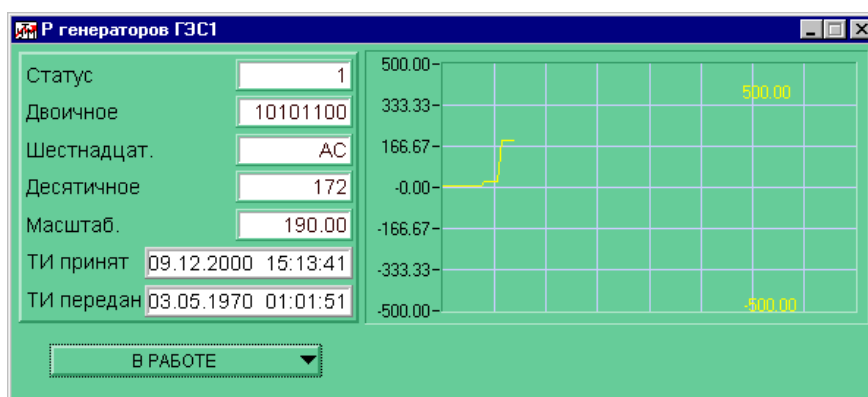 Р генераторов ГЭС1
Статус 1
Двоичное 10101100
Шестнадцат. AC
Десятичное 172
Масштаб. 190.00
ТИ принят 09.12.2000 15:13:41
ТИ передан 03.05.1970 01:01:51
В РАБОТЕ
500.00
333.33
166.67
-0.00
-166.67
-333.33
-500.00
500.00
-500.00